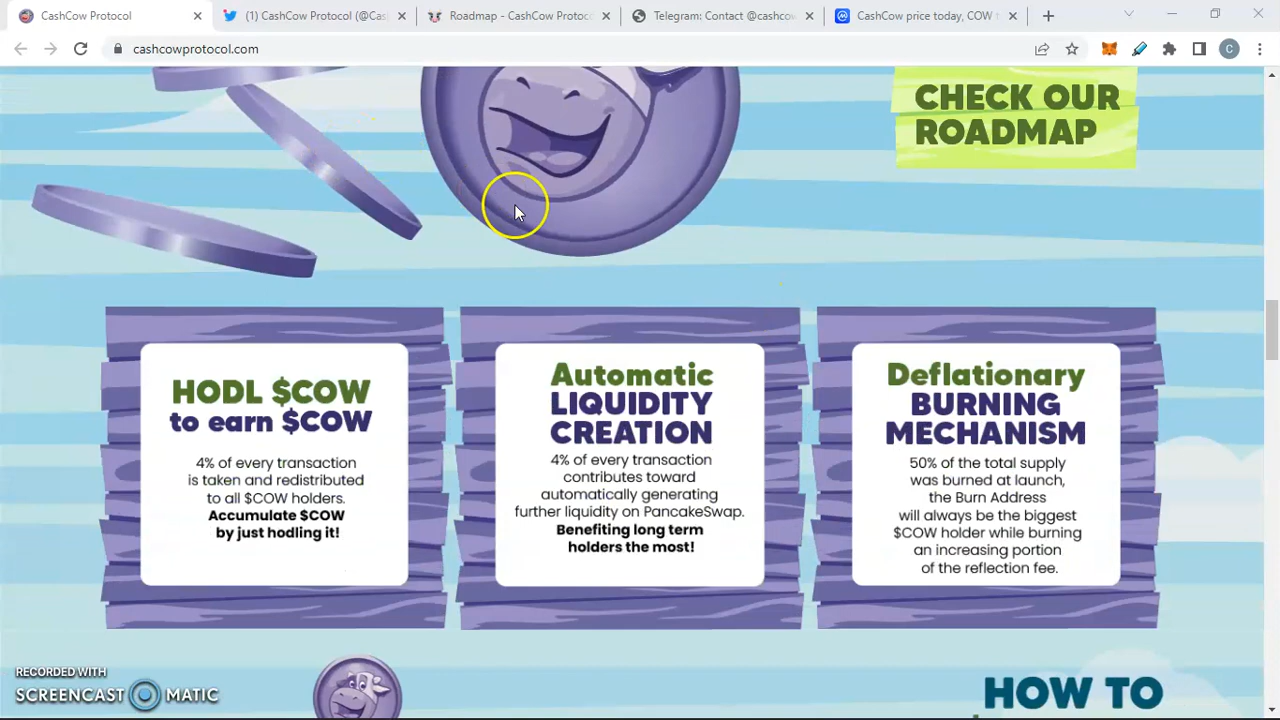 CashCow Protocol
(1) CashCow Protocol (@Cas
Roadmap - CashCow Protoco
Telegram: Contact @cashcow
CashCow price today, COW t
cashcowprotocol.com
C
CHECK OUR
ROADMAP
HODL $COW
to earn $COW
4% of every transaction
is taken and redistributed
to all $COW holders.
Accumulate $COW
by just hodling it!
Automatic
LIQUIDITY
CREATION
4% of every transaction
contributes toward
automatically generating
further liquidity on PancakeSwap.
Benefiting long term
holders the most!
Deflationary
BURNING
MECHANISM
50% of the total supply
was burned at launch,
the Burn Address
will always be the biggest
$COW holder while burning
an increasing portion
of the reflection fee.
RECORDED WITH
SCREENCAST MATIC
HOW TO